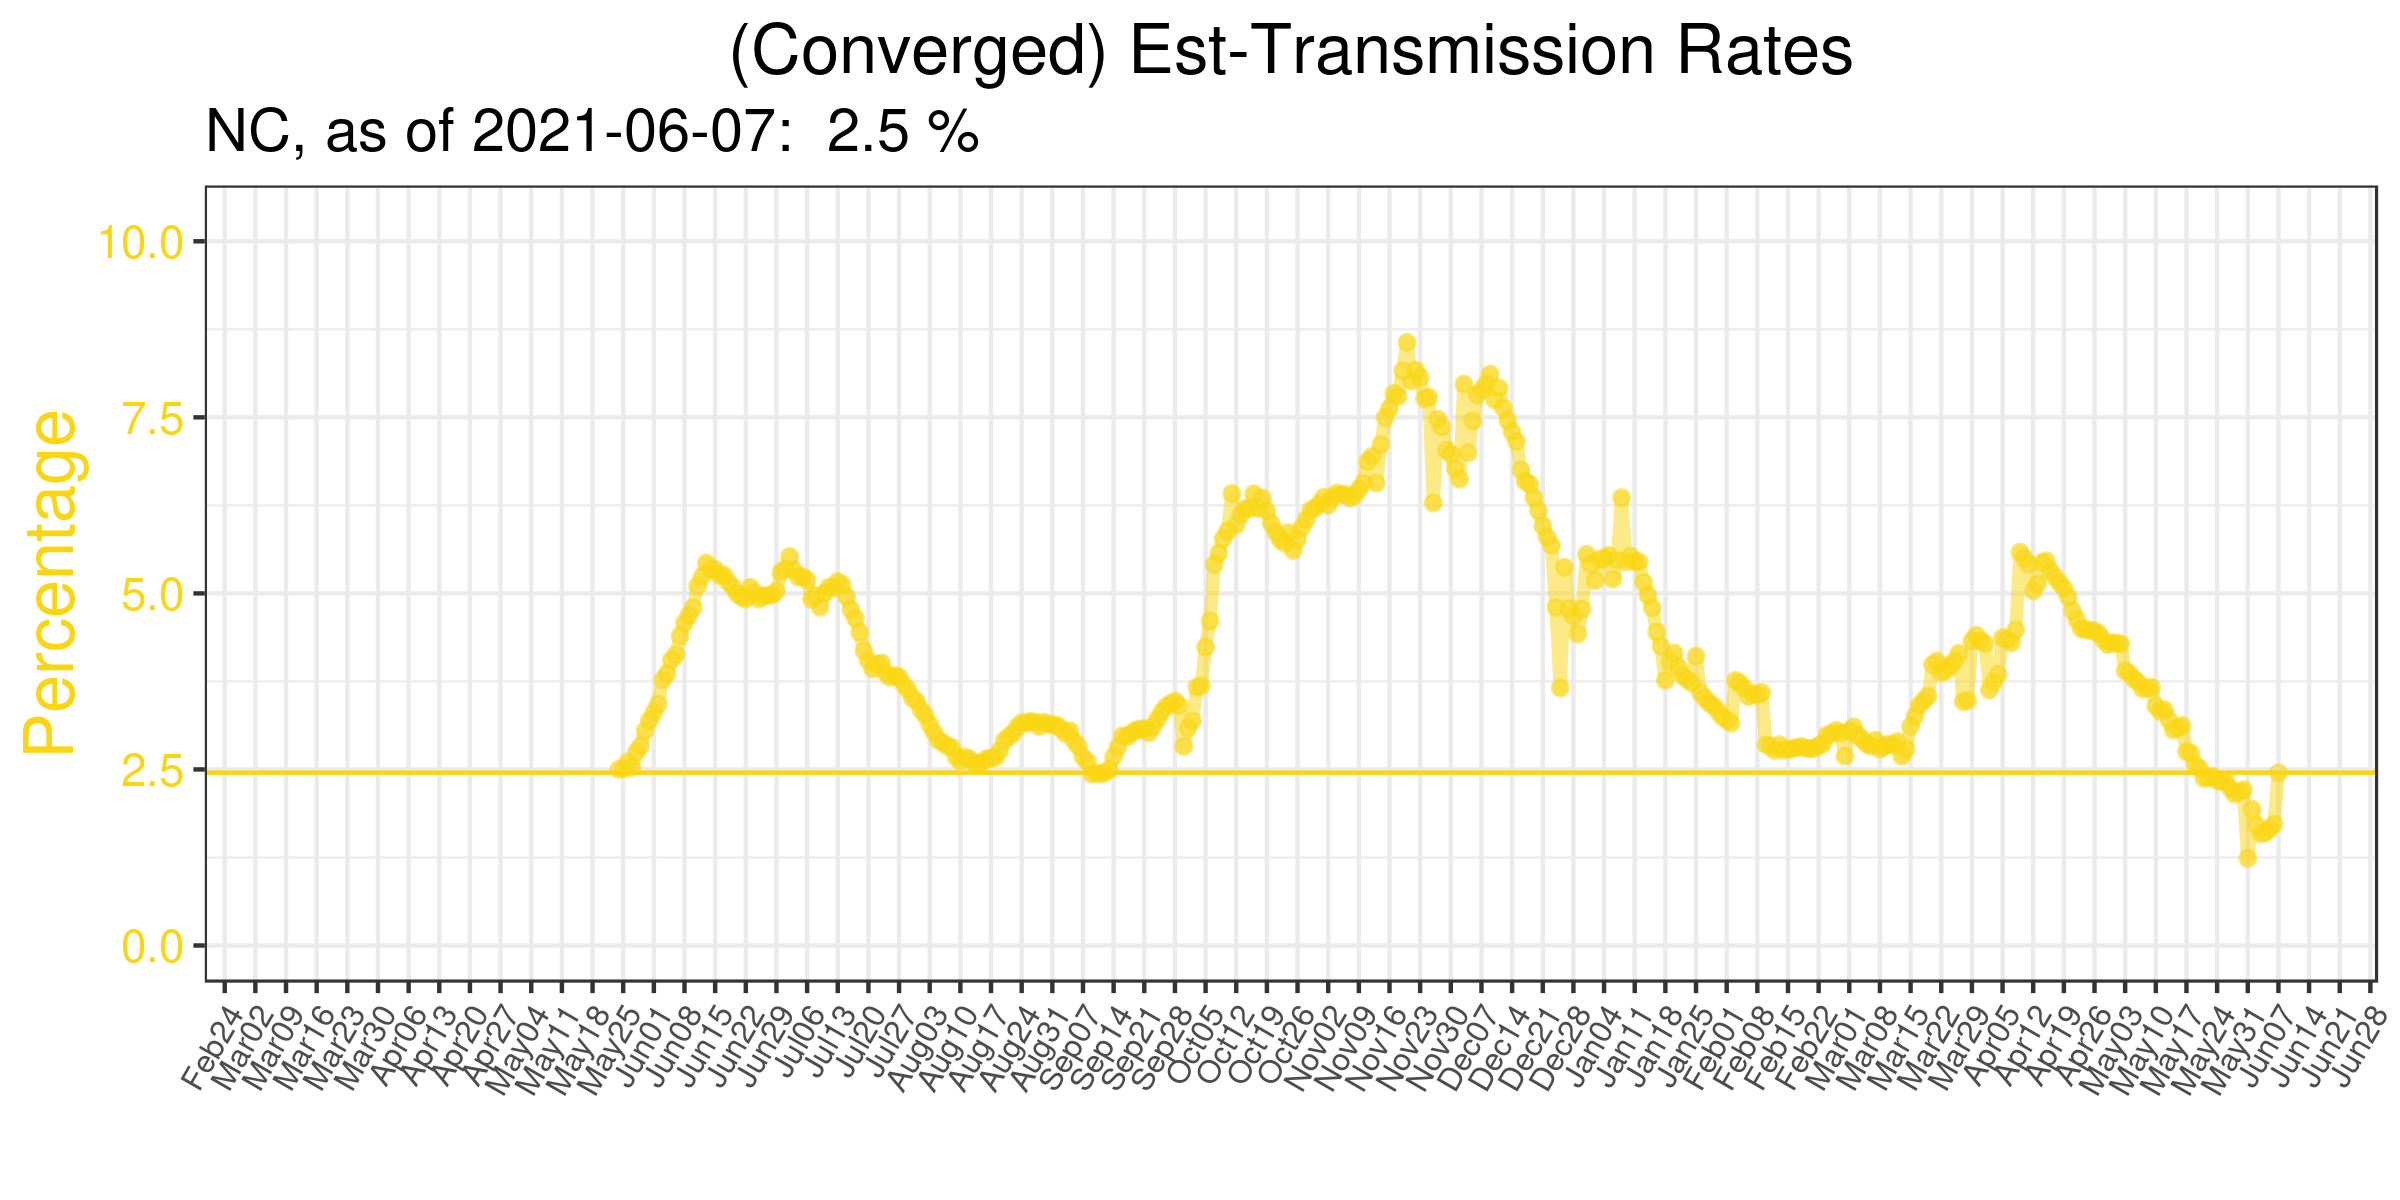 (Converged) Est-Transmission Rates
NC, as of 2021-06-07:  2.5 %
Percentage
10.0
7.5
5.0
2.5
0.0
Feb24
Mar02
Mar09
Mar16
Mar23
Mar30
Apr06
Apr13
Apr20
Apr27
May04
May11
May18
May25
Jun01
Jun08
Jun15
Jun22
Jun29
Jul06
Jul13
Jul20
Jul27
Aug03
Aug10
Aug17
Aug24
Aug31
Sep07
Sep14
Sep21
Sep28
Oct05
Oct12
Oct19
Oct26
Nov02
Nov09
Nov16
Nov23
Nov30
Dec07
Dec14
Dec21
Dec28
Jan04
Jan11
Jan18
Jan25
Feb01
Feb08
Feb15
Feb22
Mar01
Mar08
Mar15
Mar22
Mar29
Apr05
Apr12
Apr19
Apr26
May03
May10
May17
May24
May31
Jun07
Jun14
Jun21
Jun28